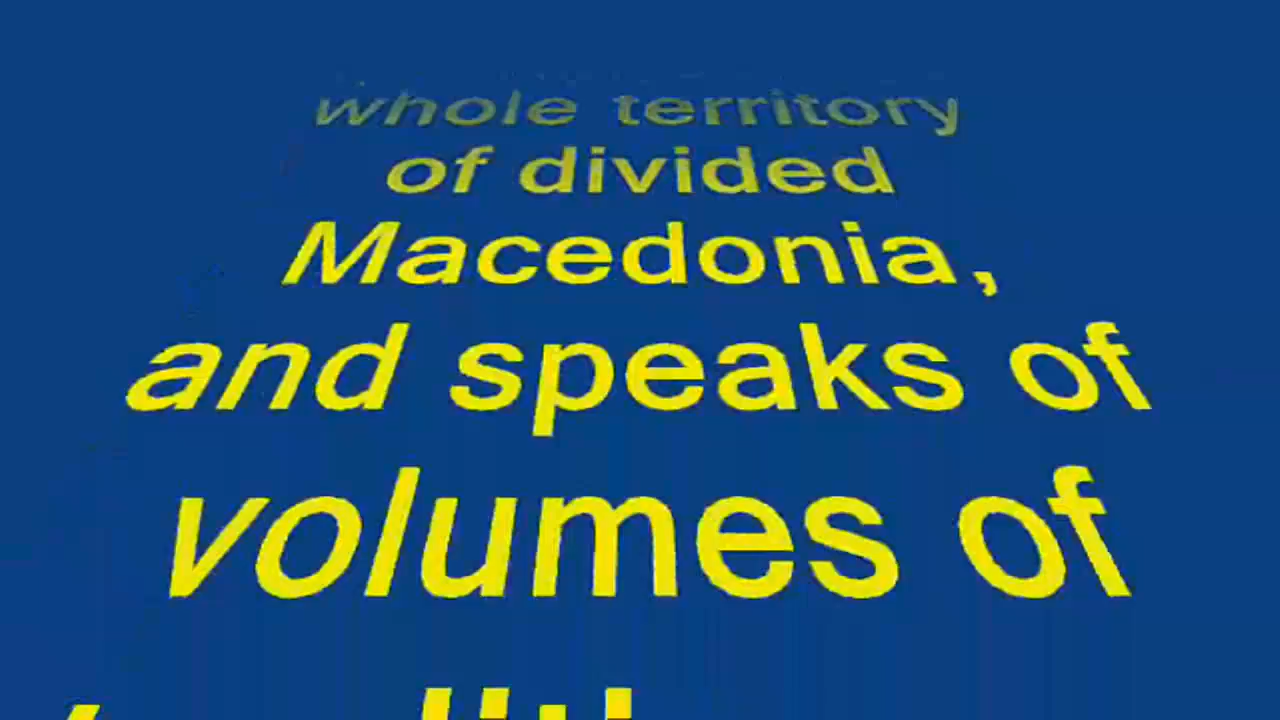 whole territory
of divided
Macedonia,
and speaks of
volumes of